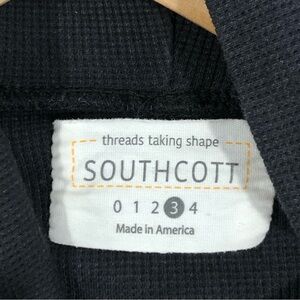 threads taking shape
SOUTHCOTT
0 1 2 3 4
Made in America